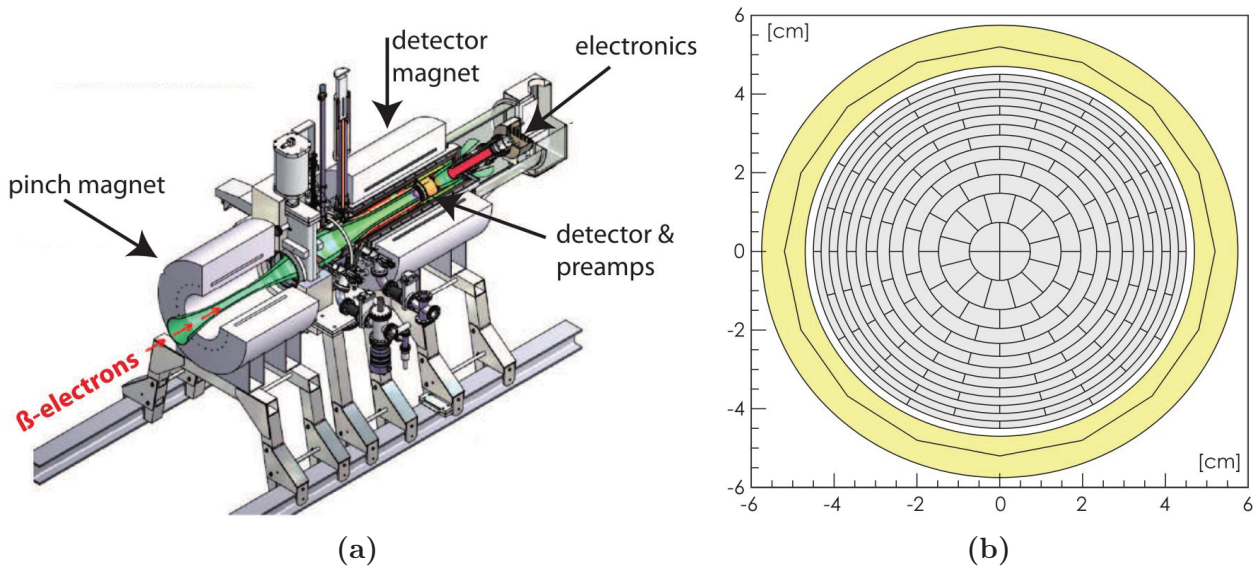 detector
magnet
electronics
pinch magnet
detector &
preamps
ß-electrons
(a)
6
[cm]
4
2
0
-2
-4
-6
[cm]
-6
-4
-2
0
2
4
6
(b)